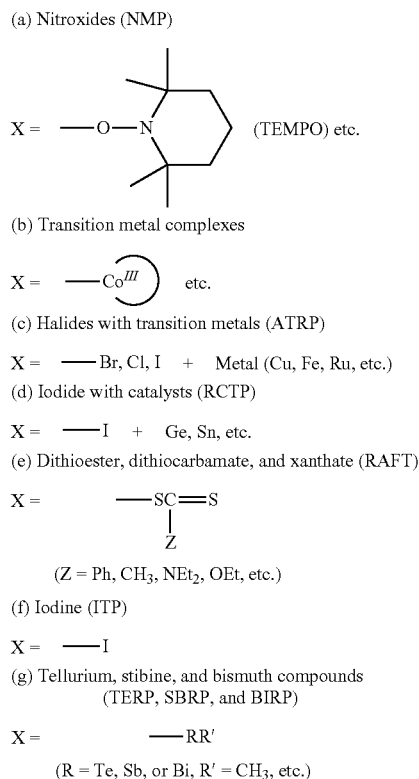 (a) Nitroxides (NMP)
X = —O—N (TEMPO) etc.
(b) Transition metal complexes
X = —Co^III etc.
(c) Halides with transition metals (ATRP)
X = —Br, Cl, I + Metal (Cu, Fe, Ru, etc.)
(d) Iodide with catalysts (RCTP)
X = —I + Ge, Sn, etc.
(e) Dithioester, dithiocarbamate, and xanthate (RAFT)
X = —SC=S
Z
(Z = Ph, CH₃, NEt₂, OEt, etc.)
(f) Iodine (ITP)
X = —I
(g) Tellurium, stibine, and bismuth compounds
(TERP, SBRP, and BIRP)
X = —RR′
(R = Te, Sb, or Bi, R′ = CH₃, etc.)